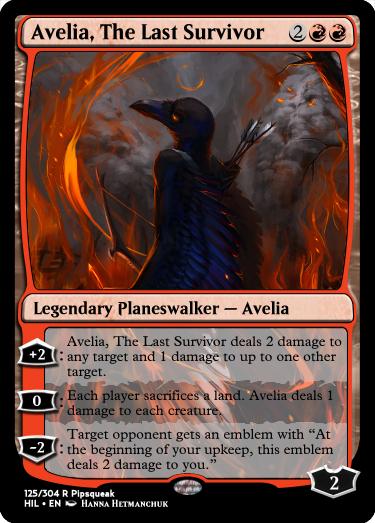 Avelia, The Last Survivor 2
Legendary Planeswalker — Avelia
+2: Avelia, The Last Survivor deals 2 damage to
any target and 1 damage to up to one other
target.
0: Each player sacrifices a land. Avelia deals 1
damage to each creature.
-2: Target opponent gets an emblem with “At
the beginning of your upkeep, this emblem
deals 2 damage to you.”
2
125/304 R Pipsqueak
HIL • EN Hanna Hetmanchuk